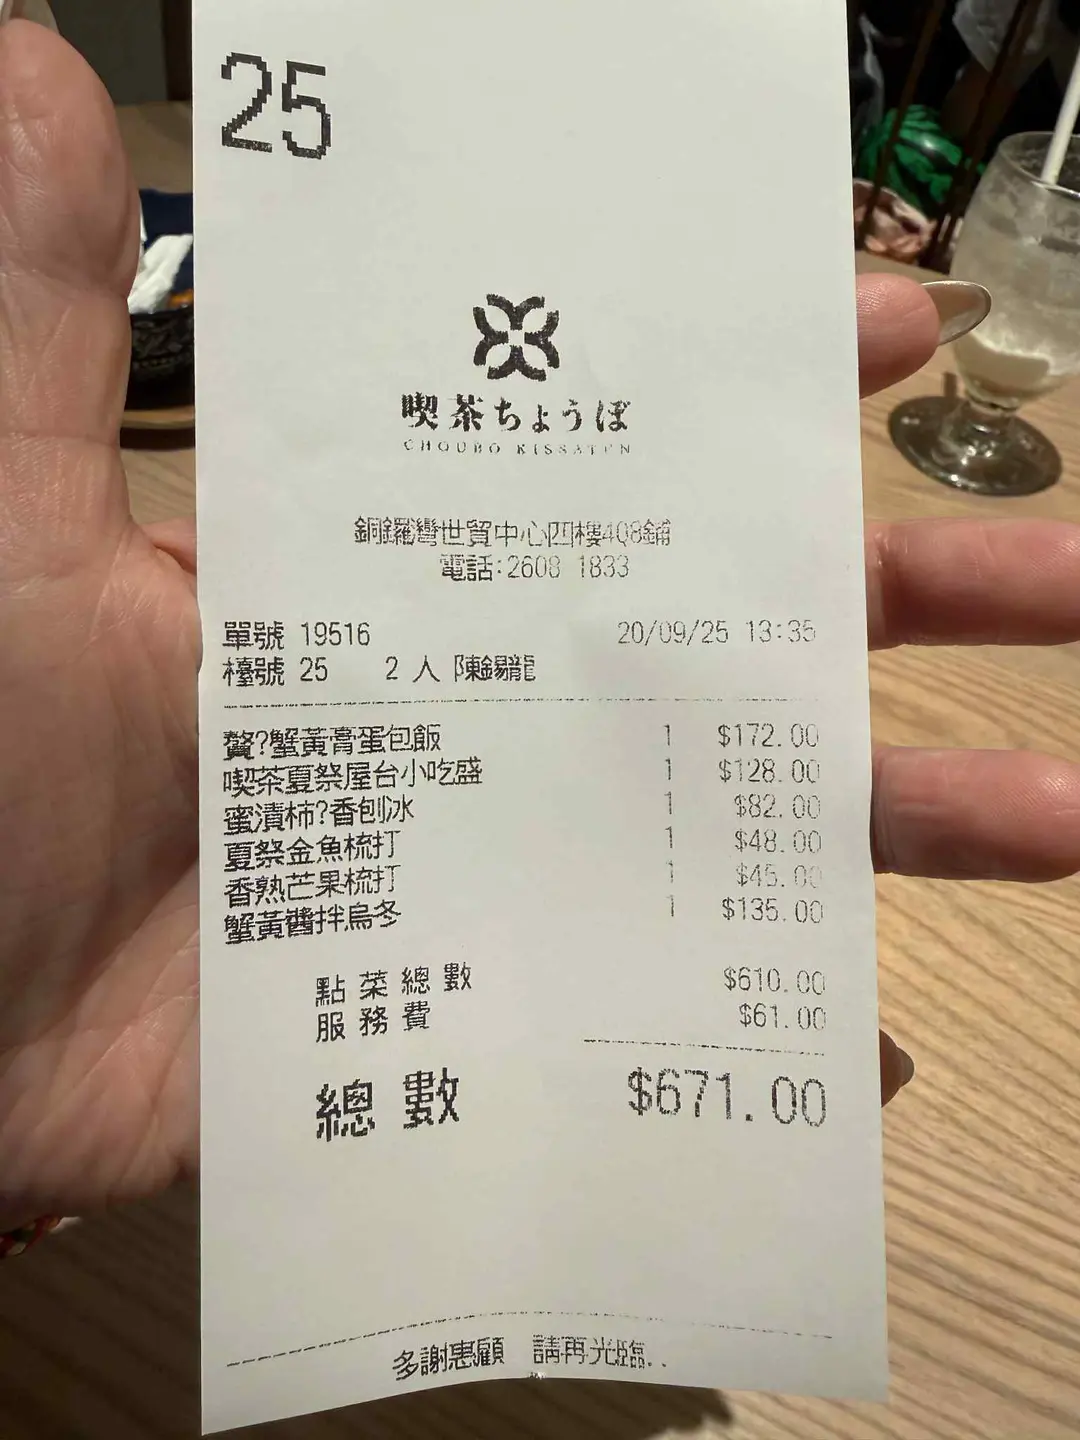 25
喫茶ちょうぼ
CHOUBO KISSATEN
銅鑼灣世貿中心四樓408鋪
電話:2608 1833
單號 19516 20/09/25 13:35
檯號 25 2 人 陳錫龍
贅?蟹黃膏蛋包飯 1 $172.00
喫茶夏祭屋台小吃盛 1 $128.00
蜜漬柿?香刨冰 1 $82.00
夏祭金魚梳打 1 $48.00
香熟芒果梳打 1 $45.00
蟹黃醬拌烏冬 1 $135.00
點菜總數 $610.00
服務費 $61.00
總數 $671.00
多謝惠顧 請再光臨..